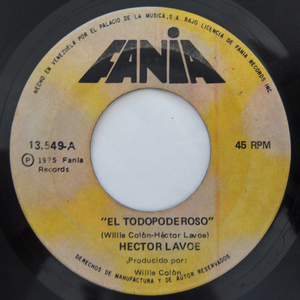 HECHO EN VENEZUELA POR EL PALACIO DE LA MUSICA, S.A. BAJO LICENCIA DE FANIA RECORDS, INC.
FANIA
13.549-A
45 RPM
Ⓟ 1975 Fania
Records
"EL TODOPODEROSO"
(Willie Colón-Héctor Lavoe)
HECTOR LAVOE
¡Producido por:
Willie Colón
DERECHOS DE MANUFACTURA Y DE AUTOR RESERVADOS